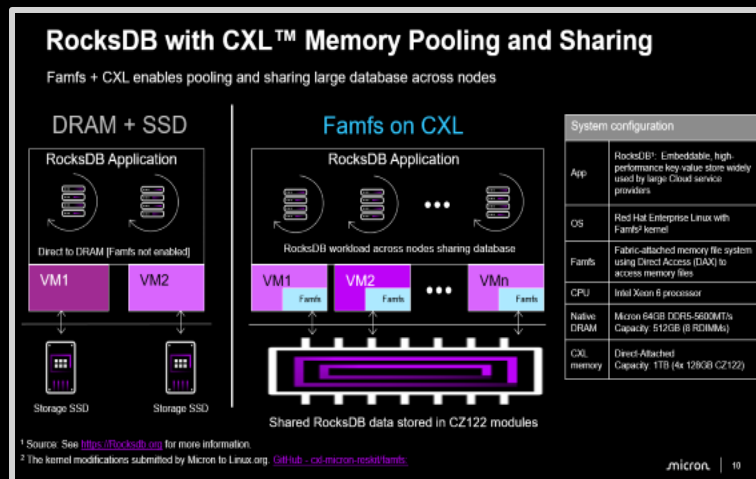 RocksDB with CXL™ Memory Pooling and Sharing
Famfs + CXL enables pooling and sharing large database across nodes
DRAM + SSD
RocksDB Application
Direct to DRAM [Famfs not enabled]
VM1
VM2
Storage SSD
Storage SSD
Famfs on CXL
RocksDB Application
RocksDB workload across nodes sharing database
VM1
Famfs
VM2
Famfs
VMn
Famfs
Shared RocksDB data stored in CZ122 modules
System configuration
App
RocksDB¹: Embeddable, high-
performance key-value store widely
used by large Cloud service
providers
OS
Red Hat Enterprise Linux with
Famfs² kernel
Famfs
Fabric-attached memory file system
using Direct Access (DAX) to
access memory files
CPU
Intel Xeon 6 processor
Native
DRAM
Micron 64GB DDR5-5600MT/s
Capacity: 512GB (8 RDIMMs)
CXL
memory
Direct-Attached
Capacity: 1TB (4x 128GB CZ122)
¹ Source: See https://Rocksdb.org for more information.
² The kernel modifications submitted by Micron to Linux.org. GitHub - cxl-micron-reskit/famfs:
micron
10